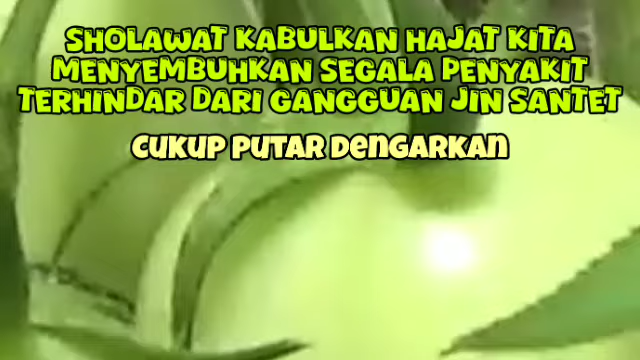 SHOLAWAT KABULKAN HAJAT KITA
MENYEMBUHKAN SEGALA PENYAKIT
TERHINDAR DARI GANGGUAN JIN SANTET
CUKUP PUTAR DENGARKAN